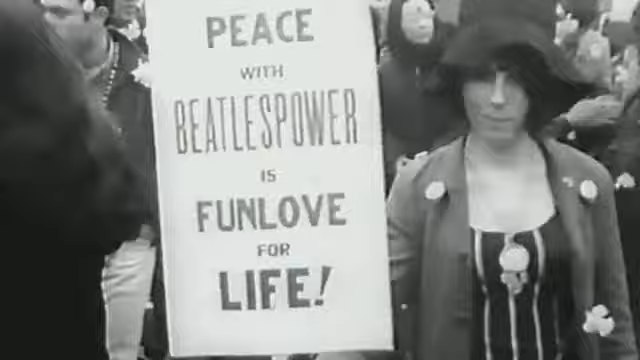 PEACE
WITH
BEATLESPOWER
IS
FUNLOVE
FOR
LIFE!